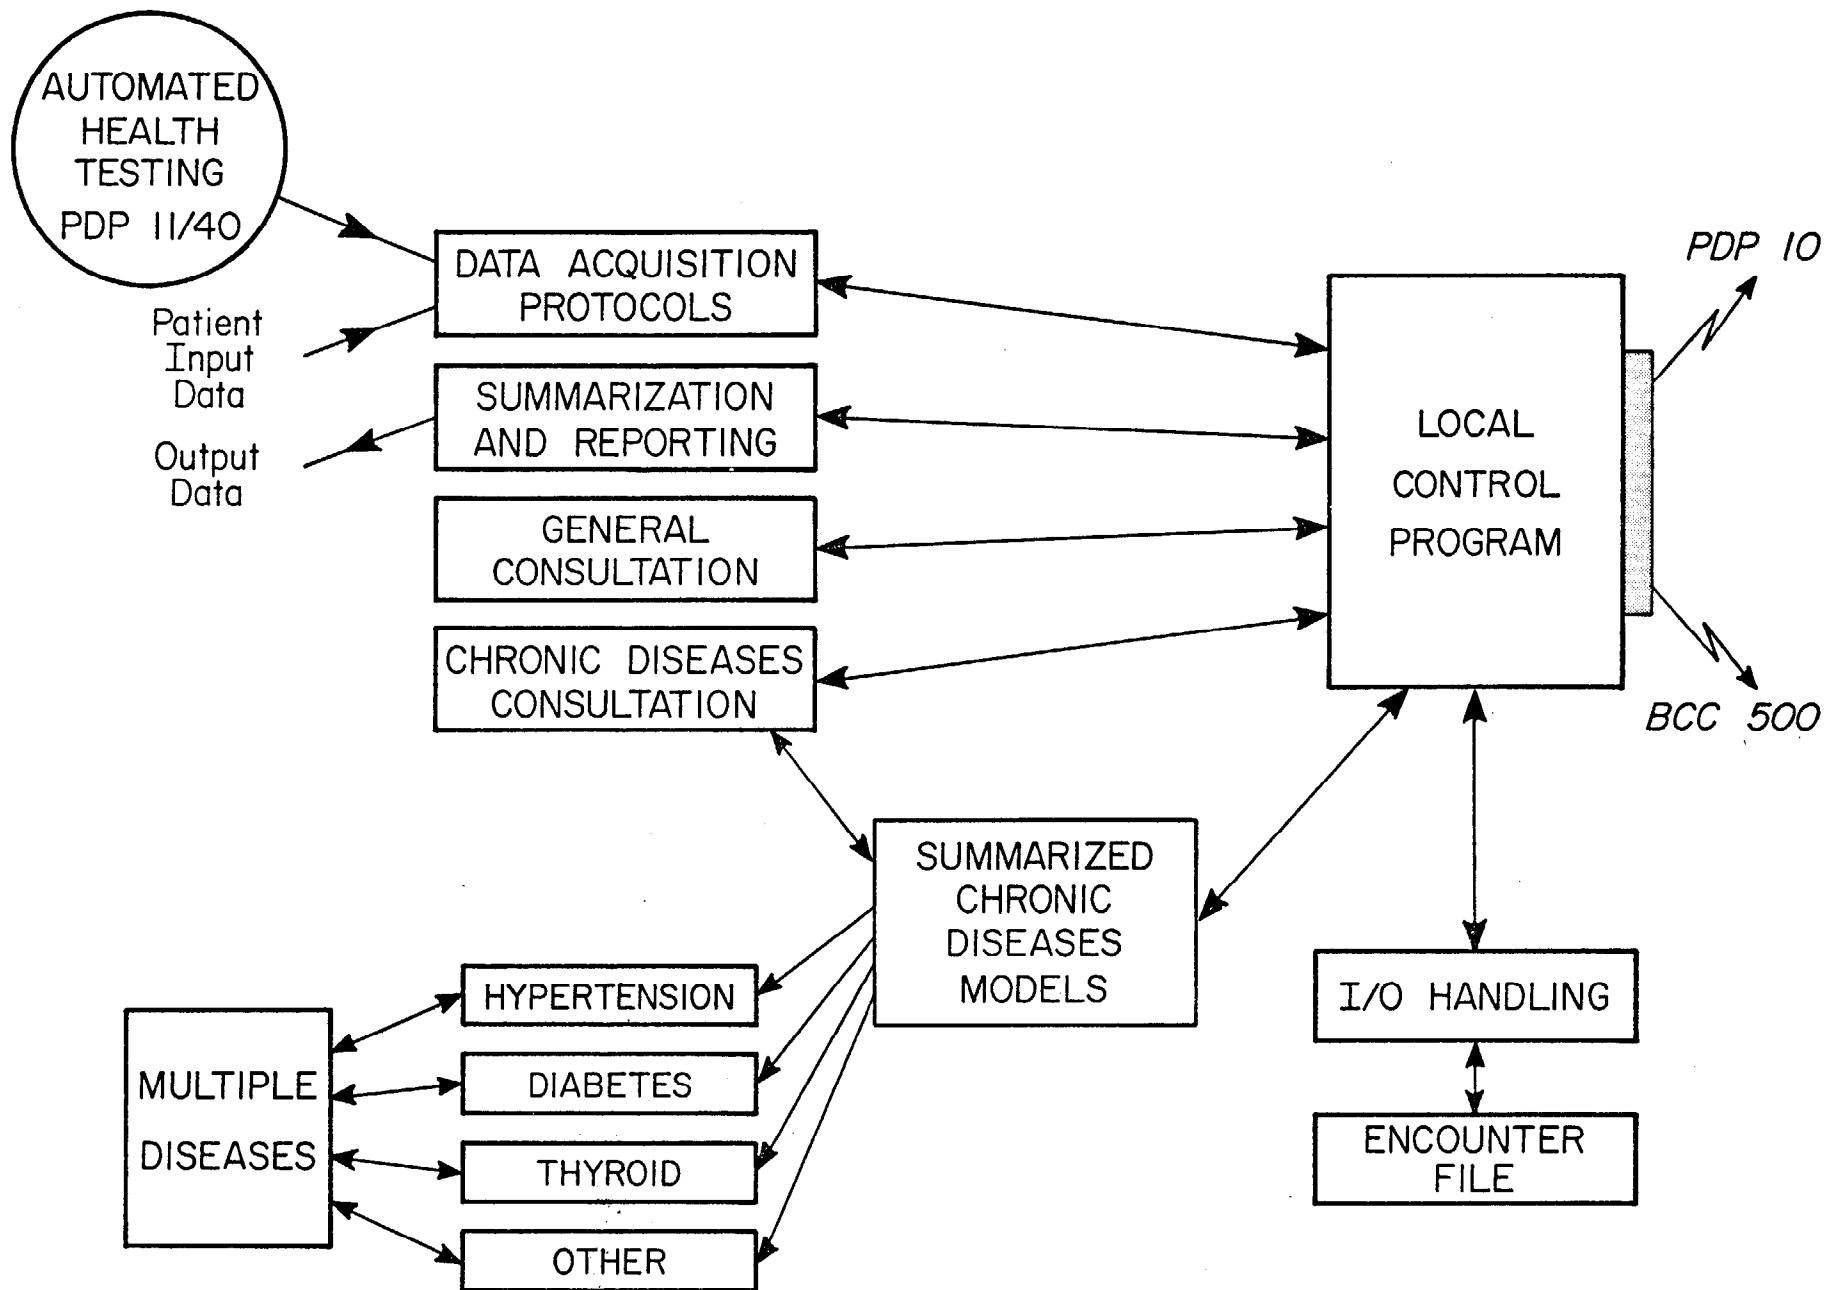 AUTOMATED
HEALTH
TESTING
PDP 11/40
Patient
Input
Data
Output
Data
DATA ACQUISITION
PROTOCOLS
SUMMARIZATION
AND REPORTING
GENERAL
CONSULTATION
CHRONIC DISEASES
CONSULTATION
LOCAL
CONTROL
PROGRAM
PDP 10
BCC 500
SUMMARIZED
CHRONIC
DISEASES
MODELS
I/O HANDLING
ENCOUNTER
FILE
HYPERTENSION
DIABETES
THYROID
OTHER
MULTIPLE
DISEASES